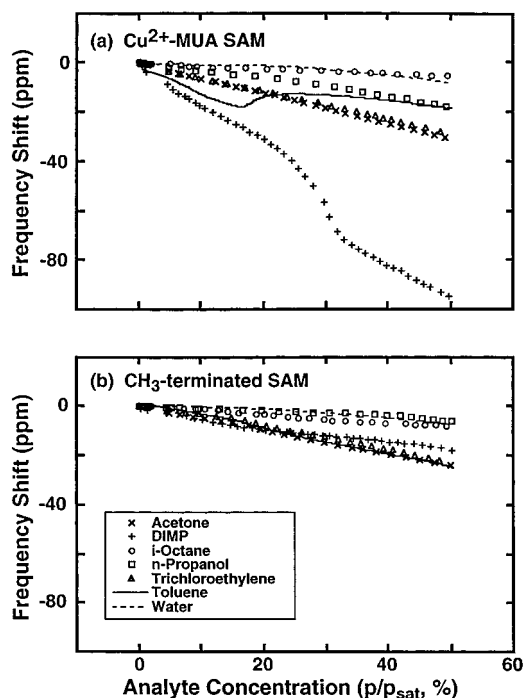 (a) Cu2+-MUA SAM
0
-40
-80
Frequency Shift (ppm)
(b) CH3-terminated SAM
0
-40
-80
Frequency Shift (ppm)
Acetone
DIMP
i-Octane
n-Propanol
Trichloroethylene
Toluene
Water
0 20 40 60
Analyte Concentration (p/psat, %)